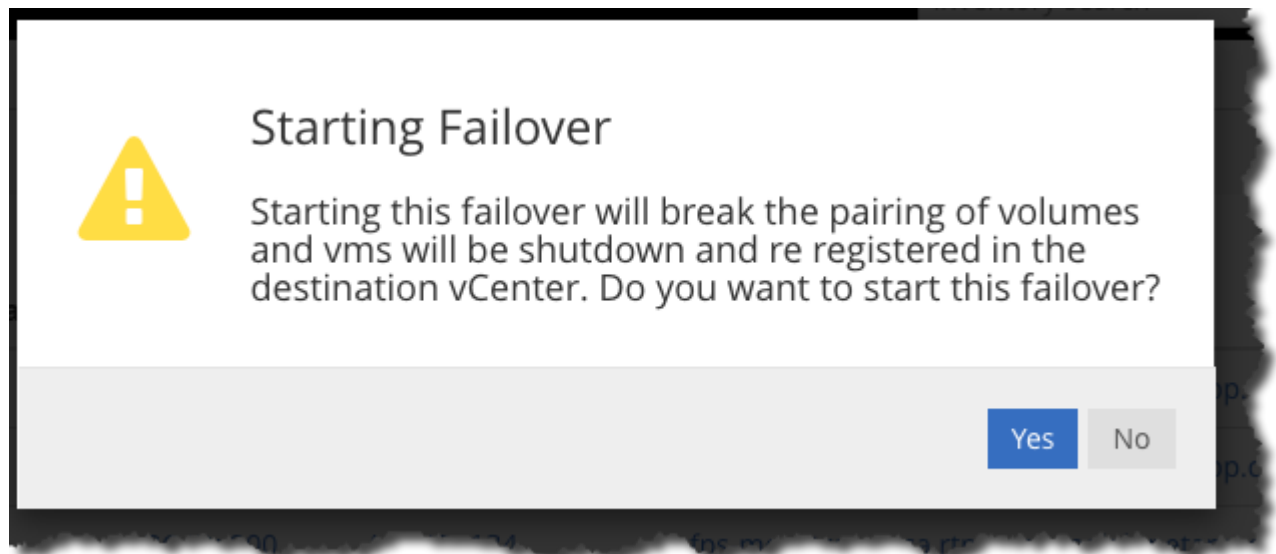 Starting Failover
Starting this failover will break the pairing of volumes
and vms will be shutdown and re registered in the
destination vCenter. Do you want to start this failover?
Yes No